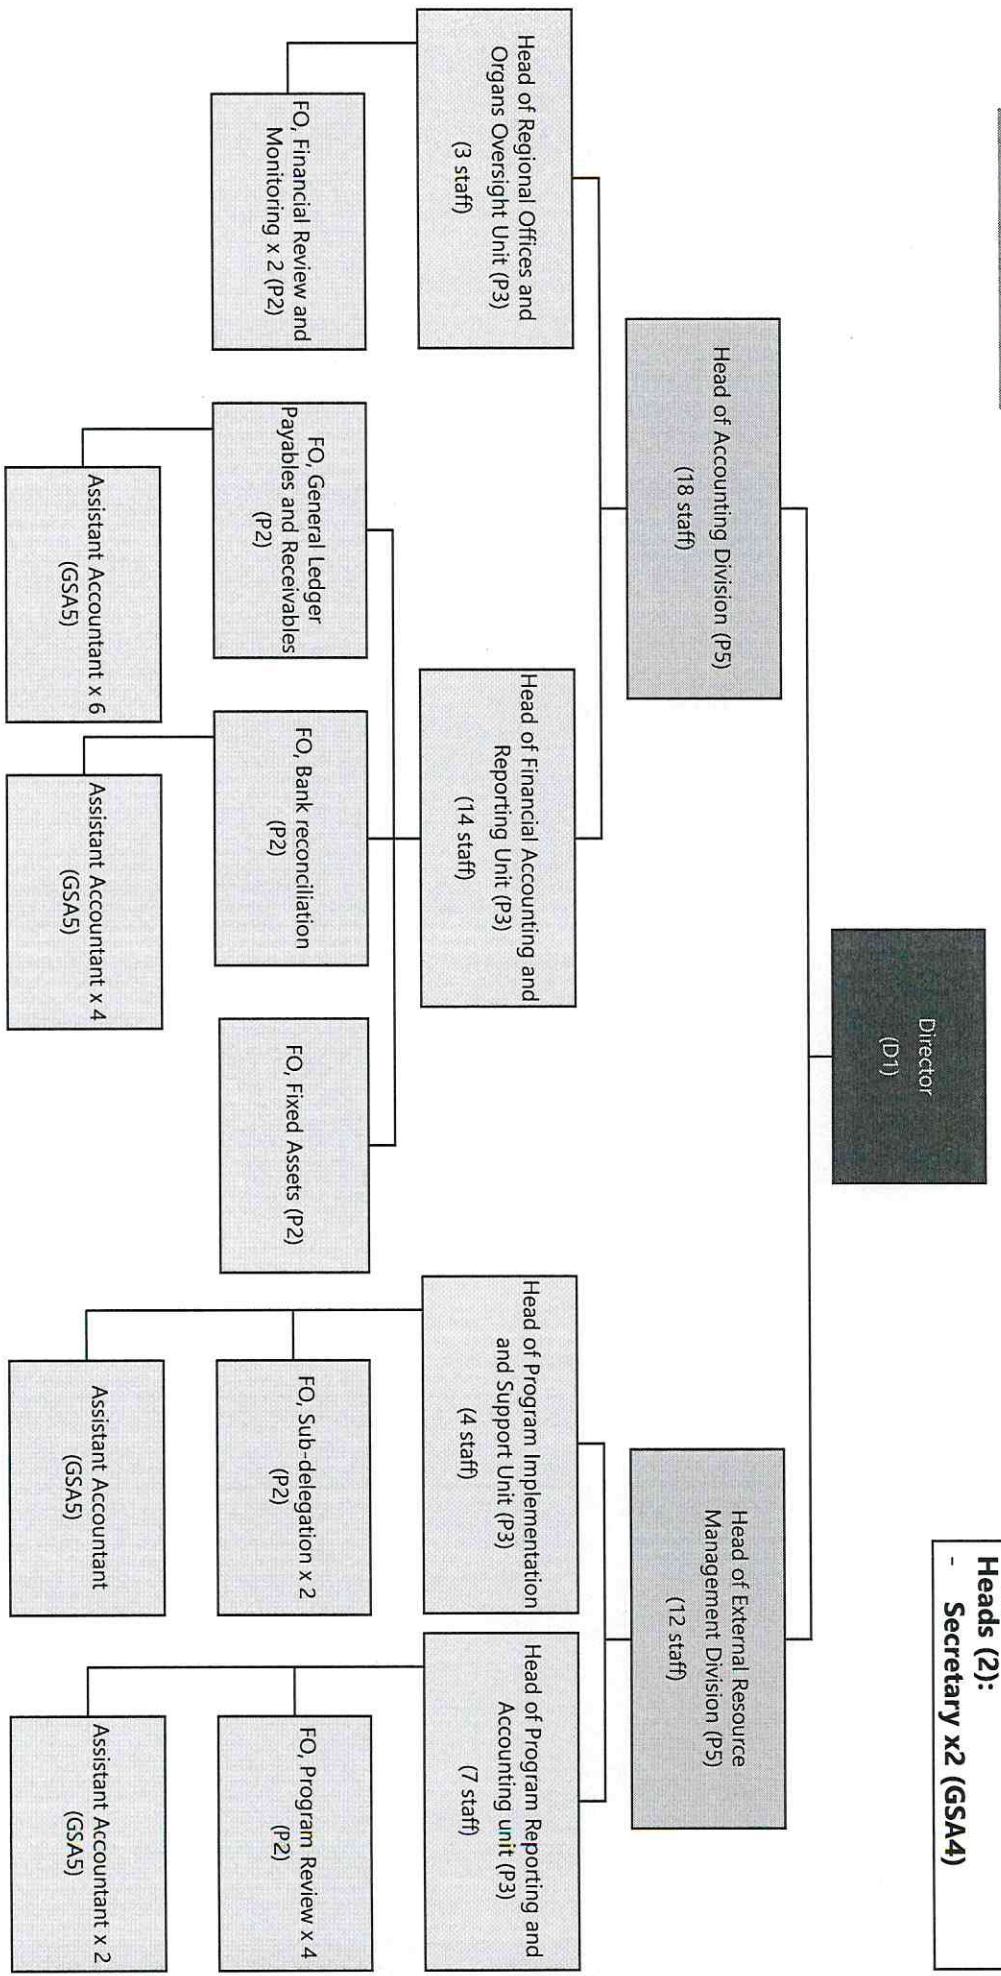 Heads (2):
- Secretary x2 (GSA4)
Director
(D1)
Head of Accounting Division (P5)
(18 staff)
Head of External Resource
Management Division (P5)
(12 staff)
Head of Regional Offices and
Organs Oversight Unit (P3)
(3 staff)
Head of Financial Accounting and
Reporting Unit (P3)
(14 staff)
Head of Program Implementation
and Support Unit (P3)
(4 staff)
Head of Program Reporting and
Accounting unit (P3)
(7 staff)
FO, Financial Review and
Monitoring x 2 (P2)
FO, General Ledger
Payables and Receivables
(P2)
FO, Bank reconciliation
(P2)
FO, Fixed Assets (P2)
FO, Sub-delegation x 2
(P2)
FO, Program Review x 4
(P2)
Assistant Accountant x 6
(GSA5)
Assistant Accountant x 4
(GSA5)
Assistant Accountant
(GSA5)
Assistant Accountant x 2
(GSA5)